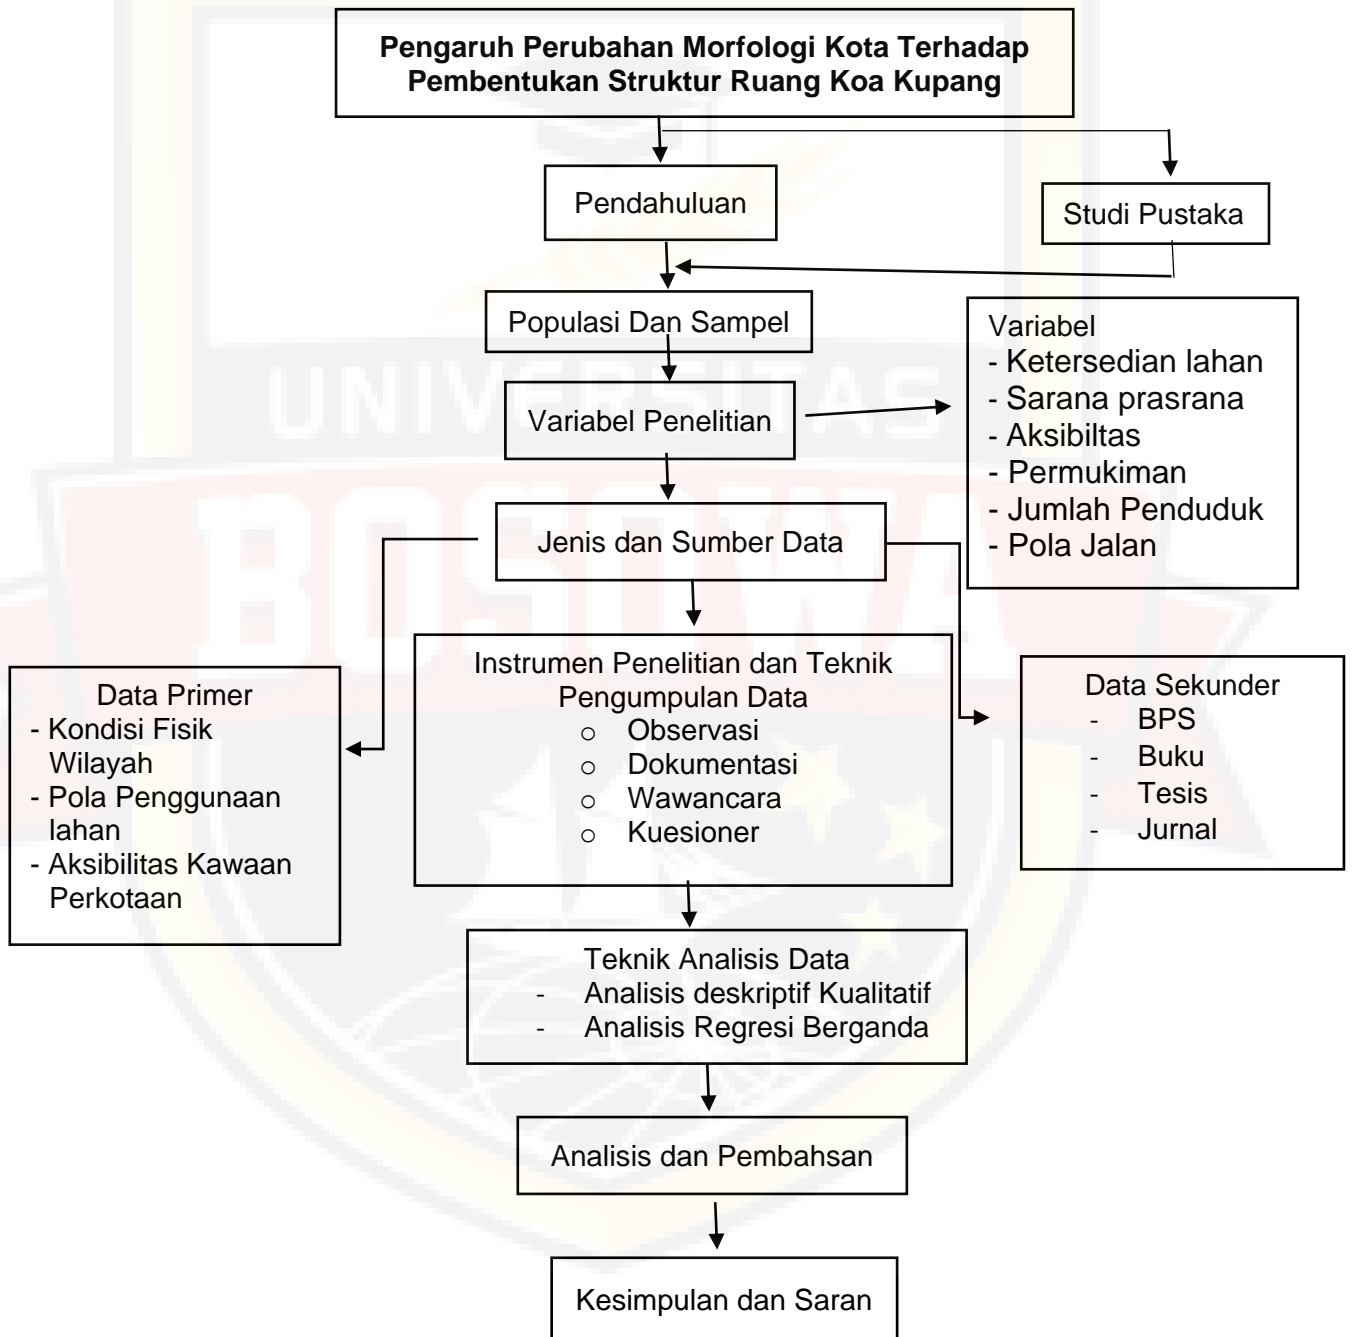 Pengaruh Perubahan Morfologi Kota Terhadap
Pembentukan Struktur Ruang Koa Kupang
Pendahuluan
Studi Pustaka
Populasi Dan Sampel
Variabel Penelitian
Variabel
- Ketersedian lahan
- Sarana prasrana
- Aksibiltas
- Permukiman
- Jumlah Penduduk
- Pola Jalan
Jenis dan Sumber Data
Data Primer
- Kondisi Fisik
Wilayah
- Pola Penggunaan
lahan
- Aksibilitas Kawaan
Perkotaan
Instrumen Penelitian dan Teknik
Pengumpulan Data
o Observasi
o Dokumentasi
o Wawancara
o Kuesioner
Data Sekunder
- BPS
- Buku
- Tesis
- Jurnal
Teknik Analisis Data
- Analisis deskriptif Kualitatif
- Analisis Regresi Berganda
Analisis dan Pembahsan
Kesimpulan dan Saran
UNIVERSITAS
BOSOWA